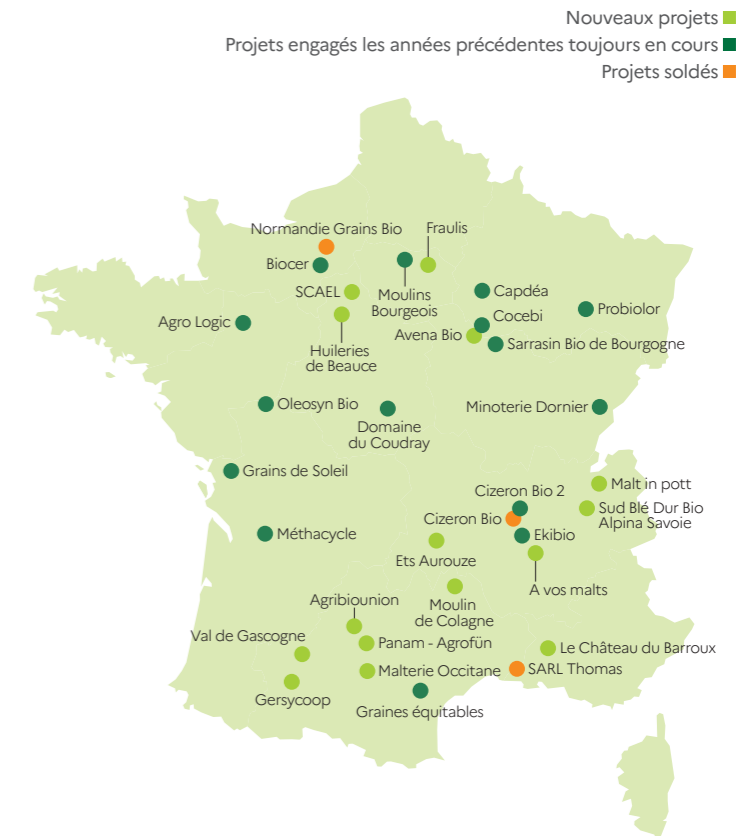 Nouveaux projets
Projets engagés les années précédentes toujours en cours
Projets soldés
Normandie Grains Bio
Fraulis
Biocer
SCAEL
Moulins
Bourgeois
Capdéa
Probiolor
Agro Logic
Cocebi
Avena Bio
Sarrasin Bio de Bourgogne
Huileries
de Beauce
Oleosyn Bio
Domaine
du Coudray
Minoterie Dornier
Grains de Soleil
Malt in pott
Cizeron Bio 2
Sud Blé Dur Bio
Alpina Savoie
Cizeron Bio
Méthacycle
Ekibio
Ets Aurouze
A vos malts
Agribiounion
Moulin
de Colagne
Val de Gascogne
Panam - Agrofün
Le Château du Barroux
Malterie Occitane
SARL Thomas
Gersycoop
Graines équitables